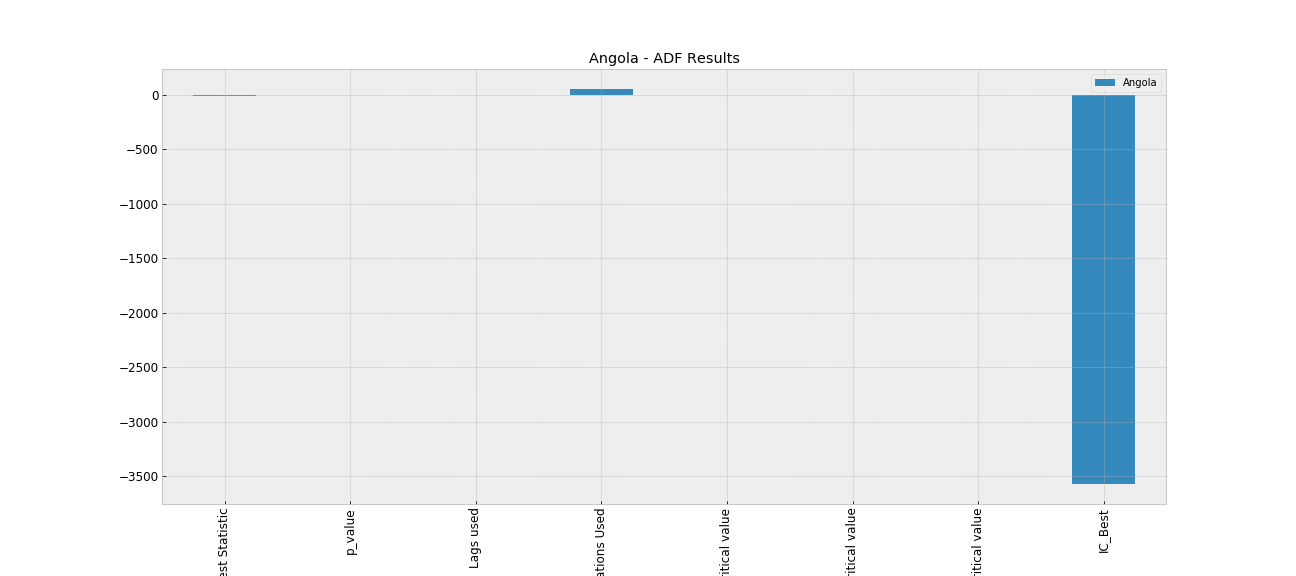 Angola - ADF Results
Angola
0
−500
−1000
−1500
−2000
−2500
−3000
−3500
est Statistic
p_value
Lags used
ations Used
ritical value
ritical value
ritical value
IC_Best